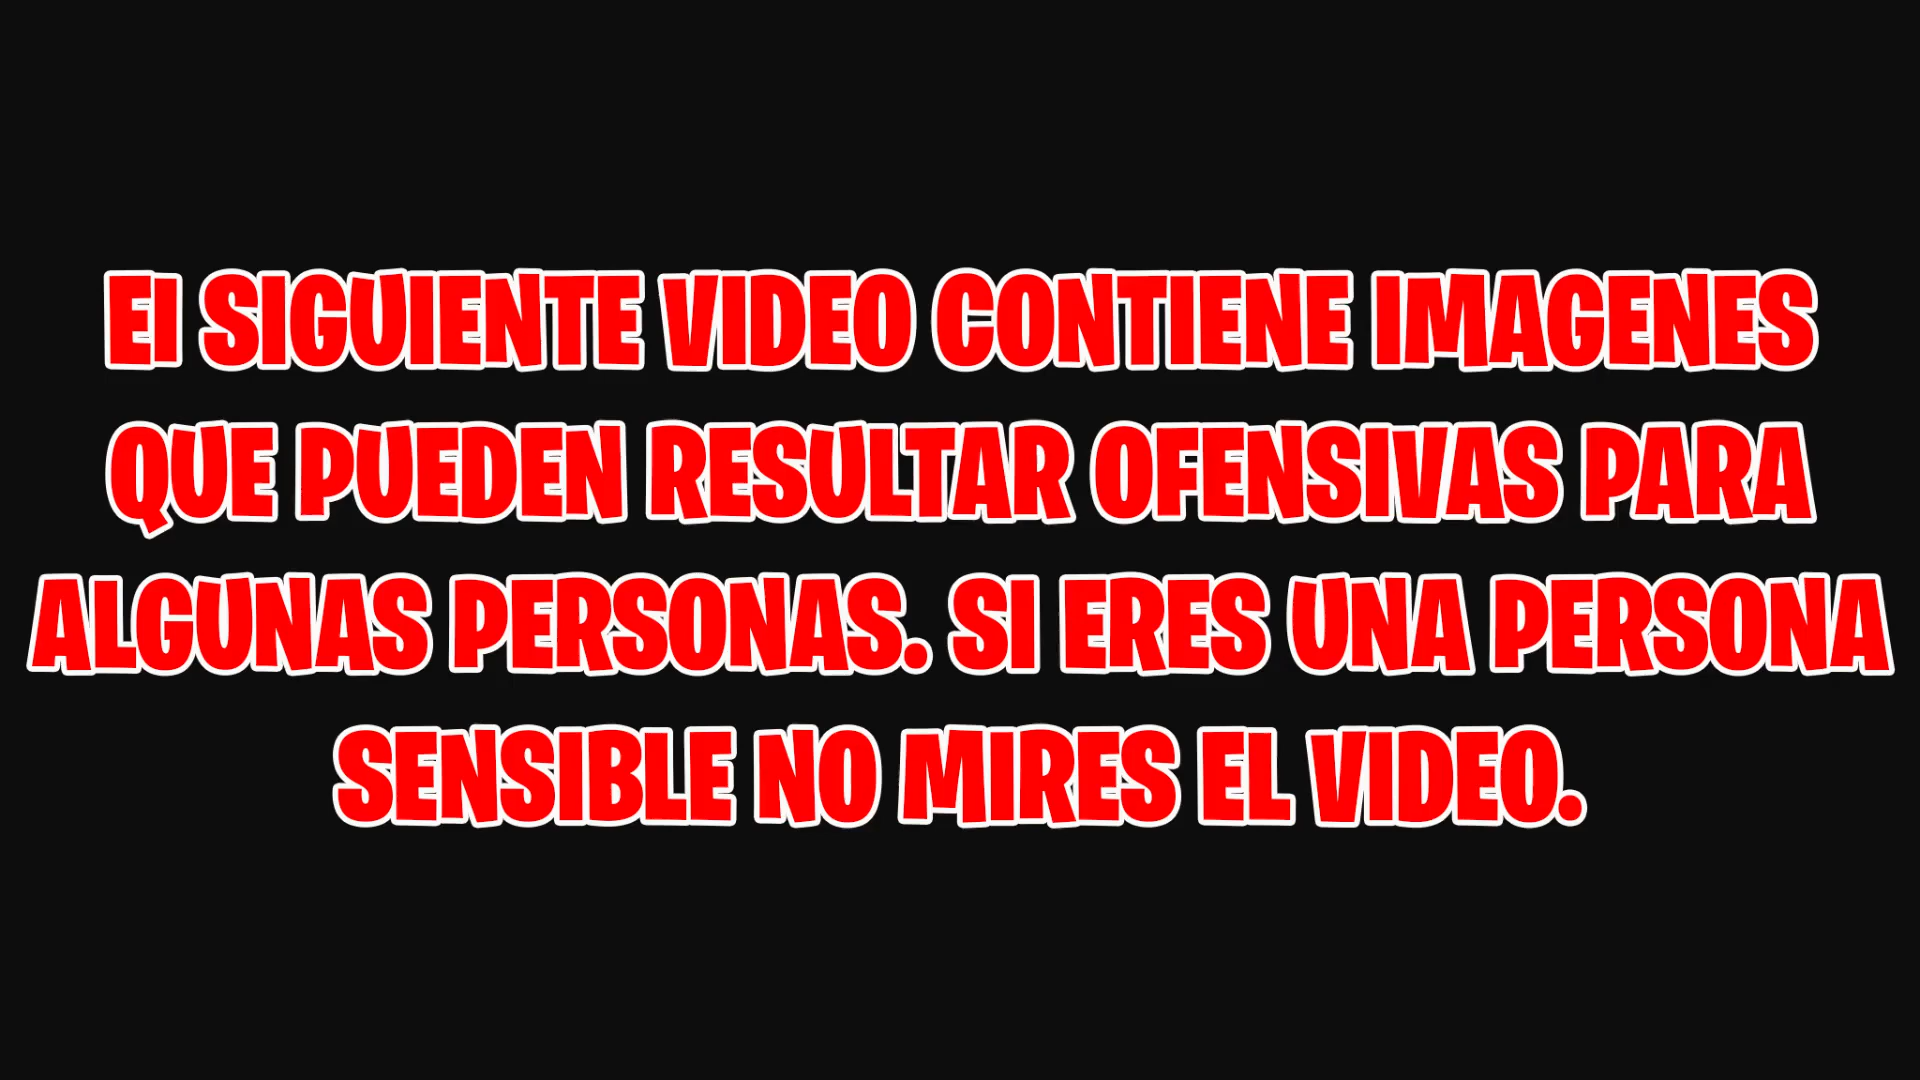 El SIGUIENTE VIDEO CONTIENE IMAGENES
QUE PUEDEN RESULTAR OFENSIVAS PARA
ALGUNAS PERSONAS. SI ERES UNA PERSONA
SENSIBLE NO MIRES EL VIDEO.